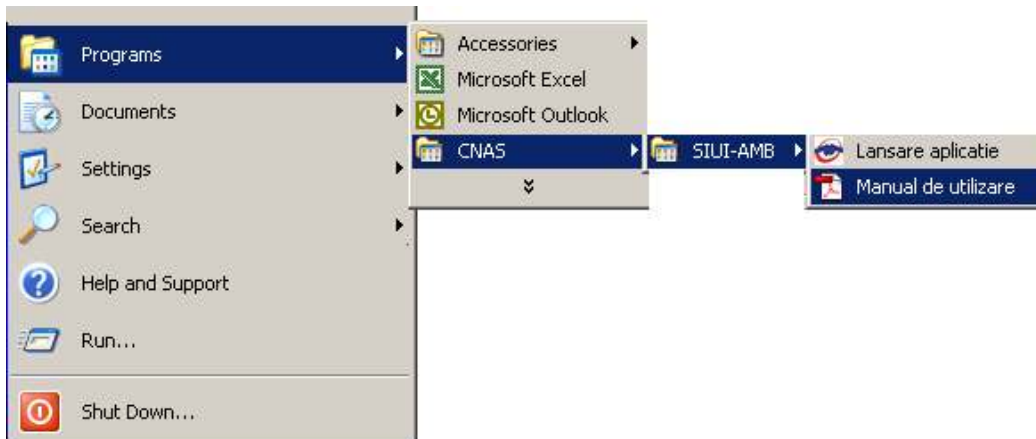 Programs
Documents
Settings
Search
Help and Support
Run...
Shut Down...
Accessories
Microsoft Excel
Microsoft Outlook
CNAS
SIUI-AMB
Lansare aplicatie
Manual de utilizare